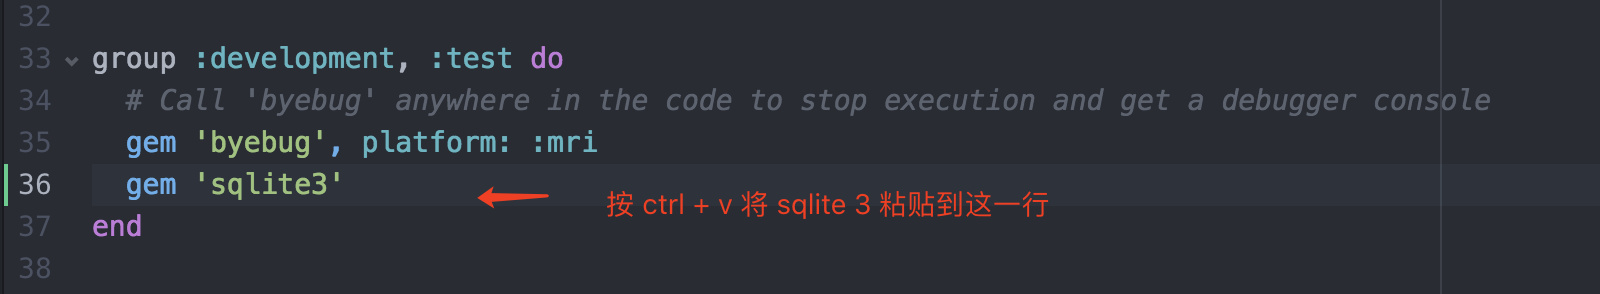 32
33 group :development, :test do
34 # Call 'byebug' anywhere in the code to stop execution and get a debugger console
35 gem 'byebug', platform: :mri
36 gem 'sqlite3'
按 ctrl + v 将 sqlite 3 粘贴到这一行
37 end
38